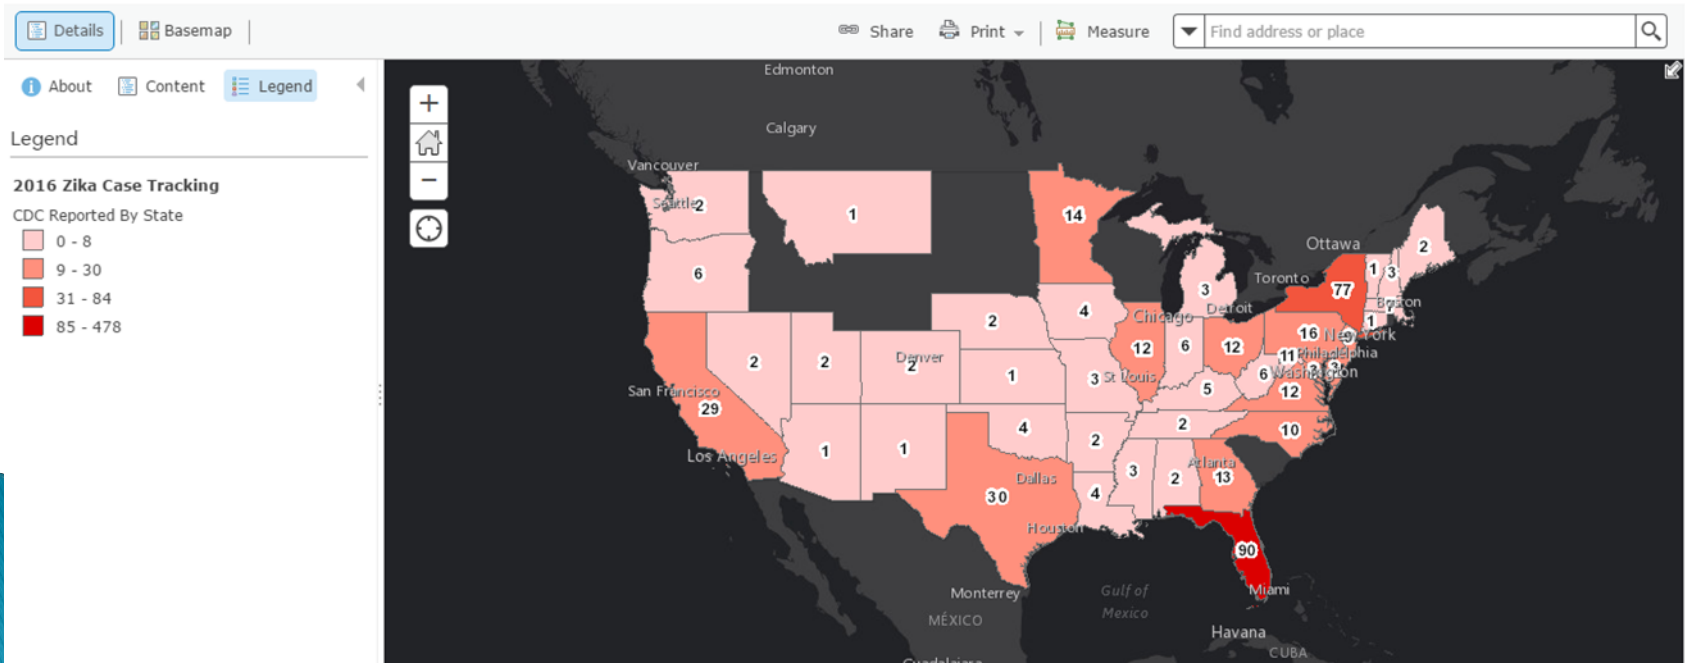 Details
Basemap
Share
Print
Measure
Find address or place
About
Content
Legend
Legend
2016 Zika Case Tracking
CDC Reported By State
0 - 8
9 - 30
31 - 84
85 - 478
Edmonton
Calgary
Vancouver
Seattle
2
1
14
2
Ottawa
6
1
3
Toronto
77
3
Detroit
Boston
Chicago
4
2
7
1
16
New York
12
6
12
11
Philadelphia
2
2
Denver
2
1
3
St Louis
6
Washington
3
3
5
12
San Francisco
29
4
2
2
10
Los Angeles
1
1
3
2
Atlanta
13
Dallas
30
4
Houston
90
Miami
Monterrey
Gulf of
Mexico
MÉXICO
Havana
CUBA